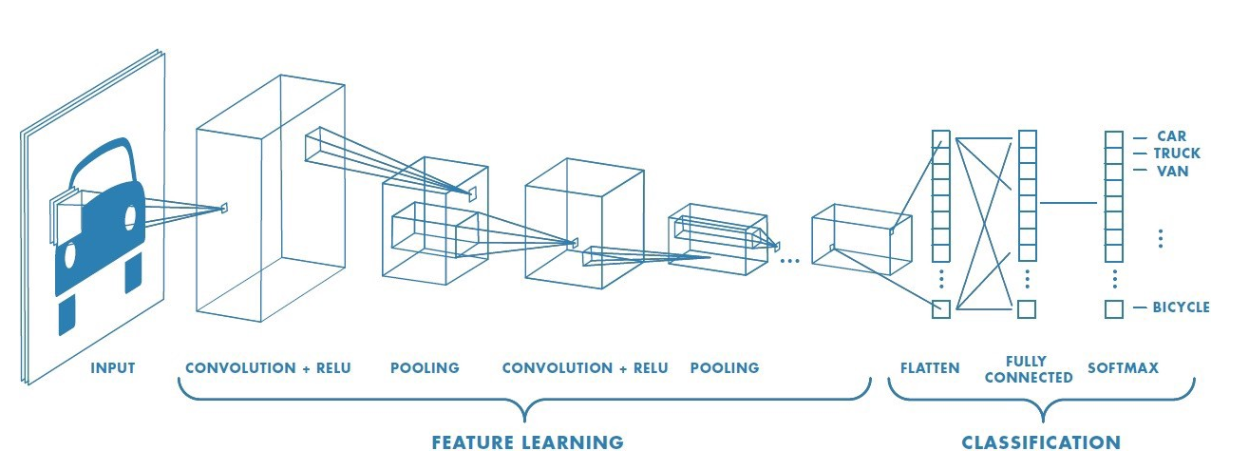 CAR
TRUCK
VAN
BICYCLE
INPUT
CONVOLUTION + RELU
POOLING
CONVOLUTION + RELU
POOLING
FLATTEN
FULLY
CONNECTED
SOFTMAX
FEATURE LEARNING
CLASSIFICATION